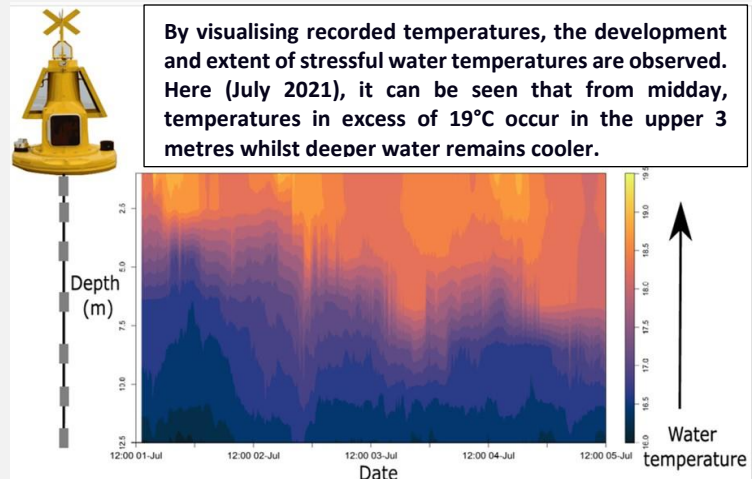 By visualising recorded temperatures, the development
and extent of stressful water temperatures are observed.
Here (July 2021), it can be seen that from midday,
temperatures in excess of 19°C occur in the upper 3
metres whilst deeper water remains cooler.
Depth
(m)
2.5
5.0
7.5
10.0
12.5
12:00 01-Jul
12:00 02-Jul
12:00 03-Jul
12:00 04-Jul
12:00 05-Jul
Date
19.5
19.0
18.5
18.0
17.5
17.0
16.5
16.0
Water
temperature